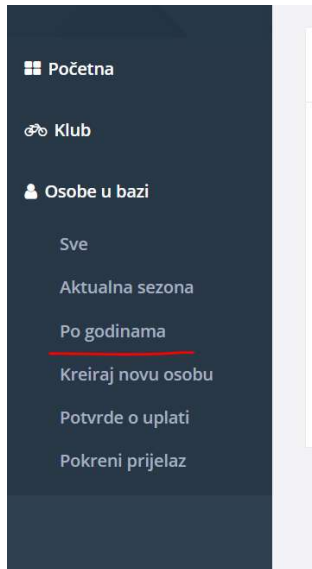 Početna
Klub
Osobe u bazi
Sve
Aktualna sezona
Po godinama
Kreiraj novu osobu
Potvrde o uplati
Pokreni prijelaz